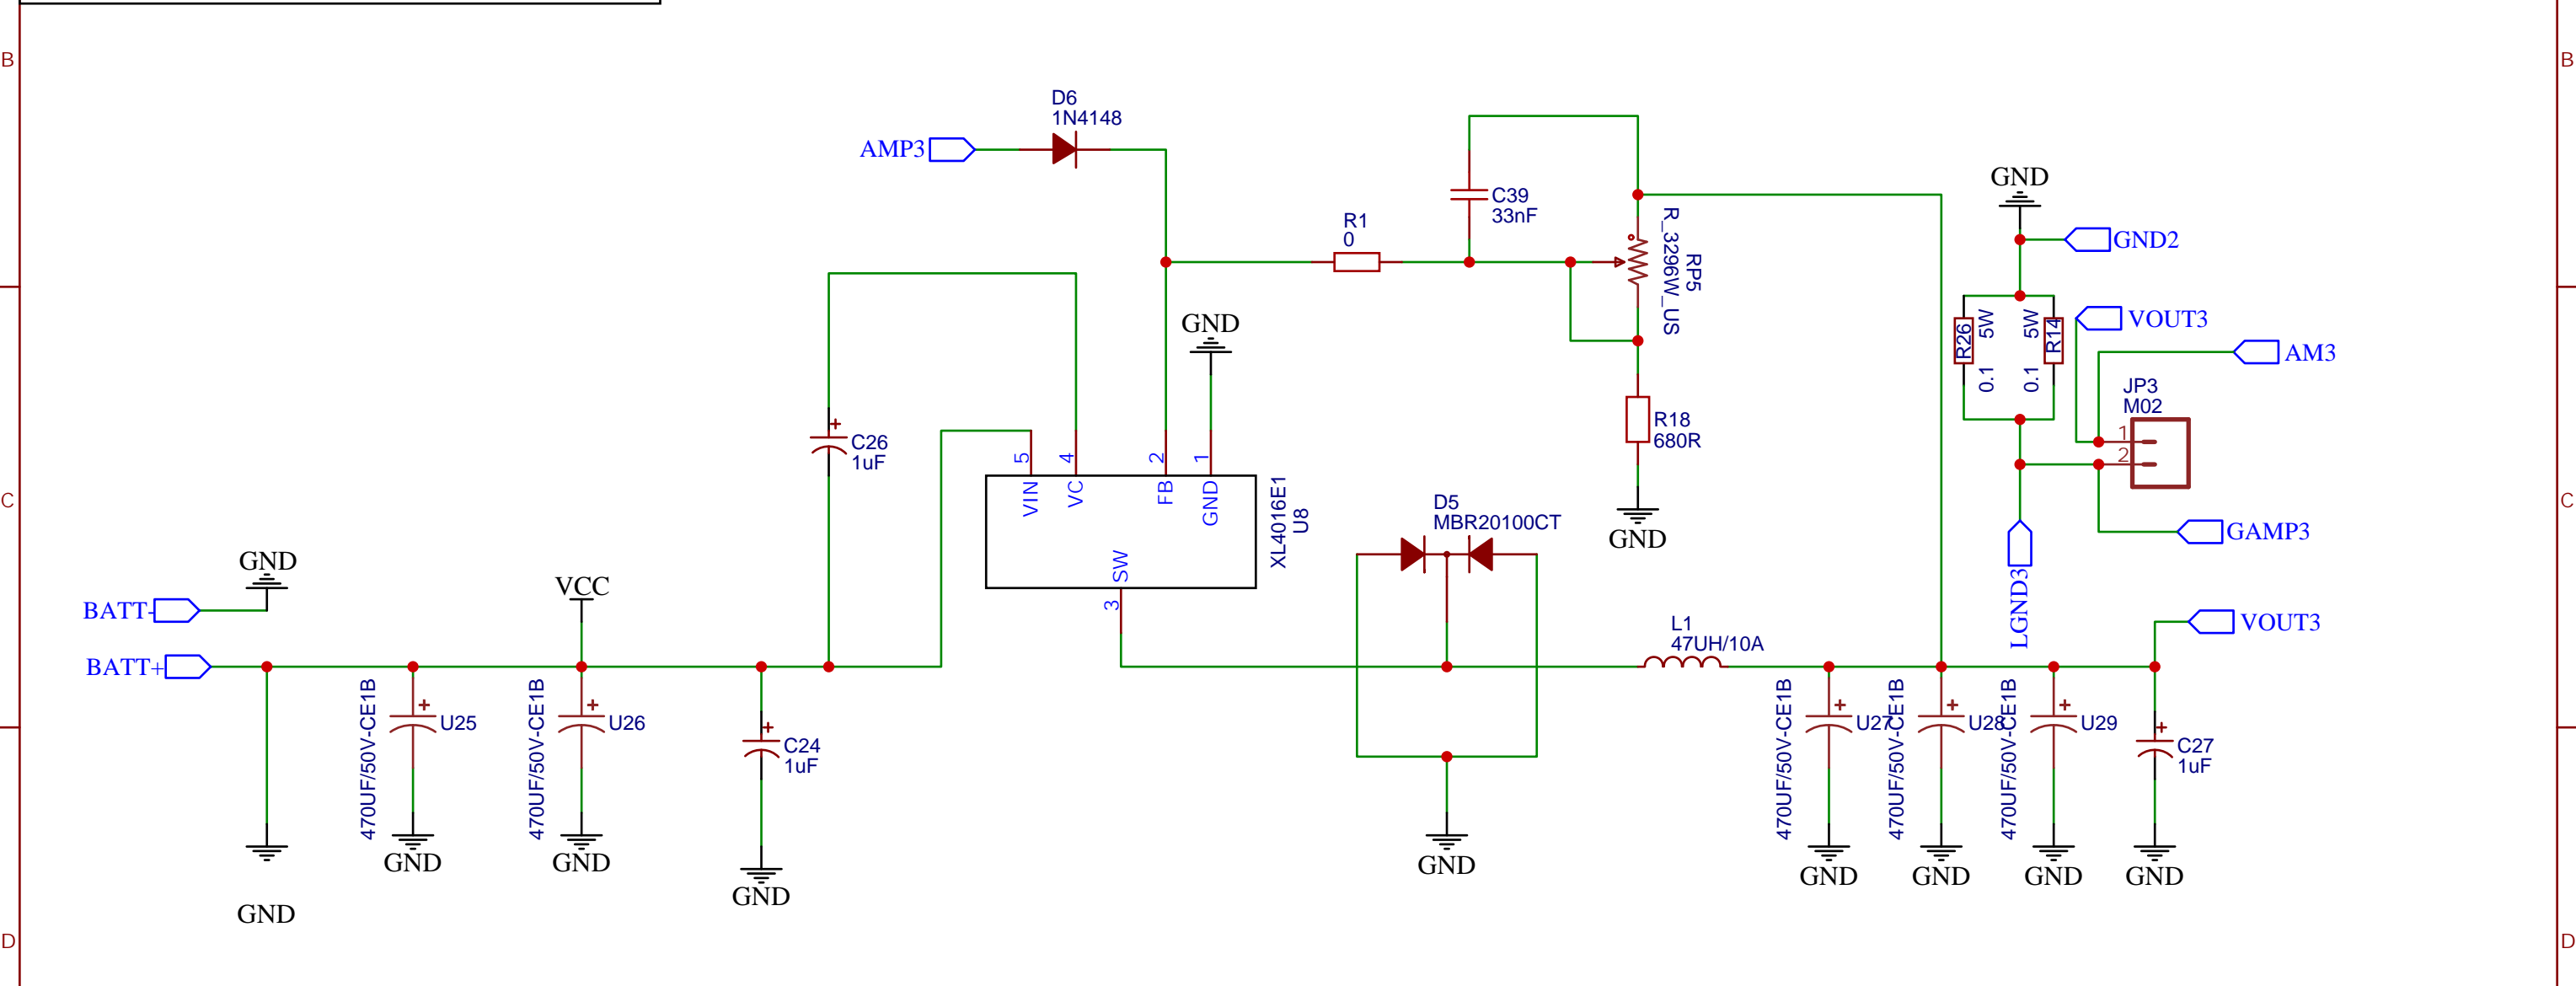 B
B
D6
1N4148
AMP3
C39
33nF
R1
0
R_3296W_US
RP5
GND
GND2
R26
5W
0.1
5W
0.1
R14
VOUT3
AM3
JP3
M02
1
2
GND
C26
1uF
5
4
2
1
VIN
VC
FB
GND
SW
3
XL4016E1
U8
R18
680R
GND
D5
MBR20100CT
GAMP3
LGND3
C
C
GND
BATT-
VCC
BATT+
L1
47UH/10A
VOUT3
470UF/50V-CE1B
U25
470UF/50V-CE1B
U26
C24
1uF
470UF/50V-CE1B
U27
470UF/50V-CE1B
U28
470UF/50V-CE1B
U29
C27
1uF
GND
GND
GND
GND
GND
GND
GND
GND
GND
D
D